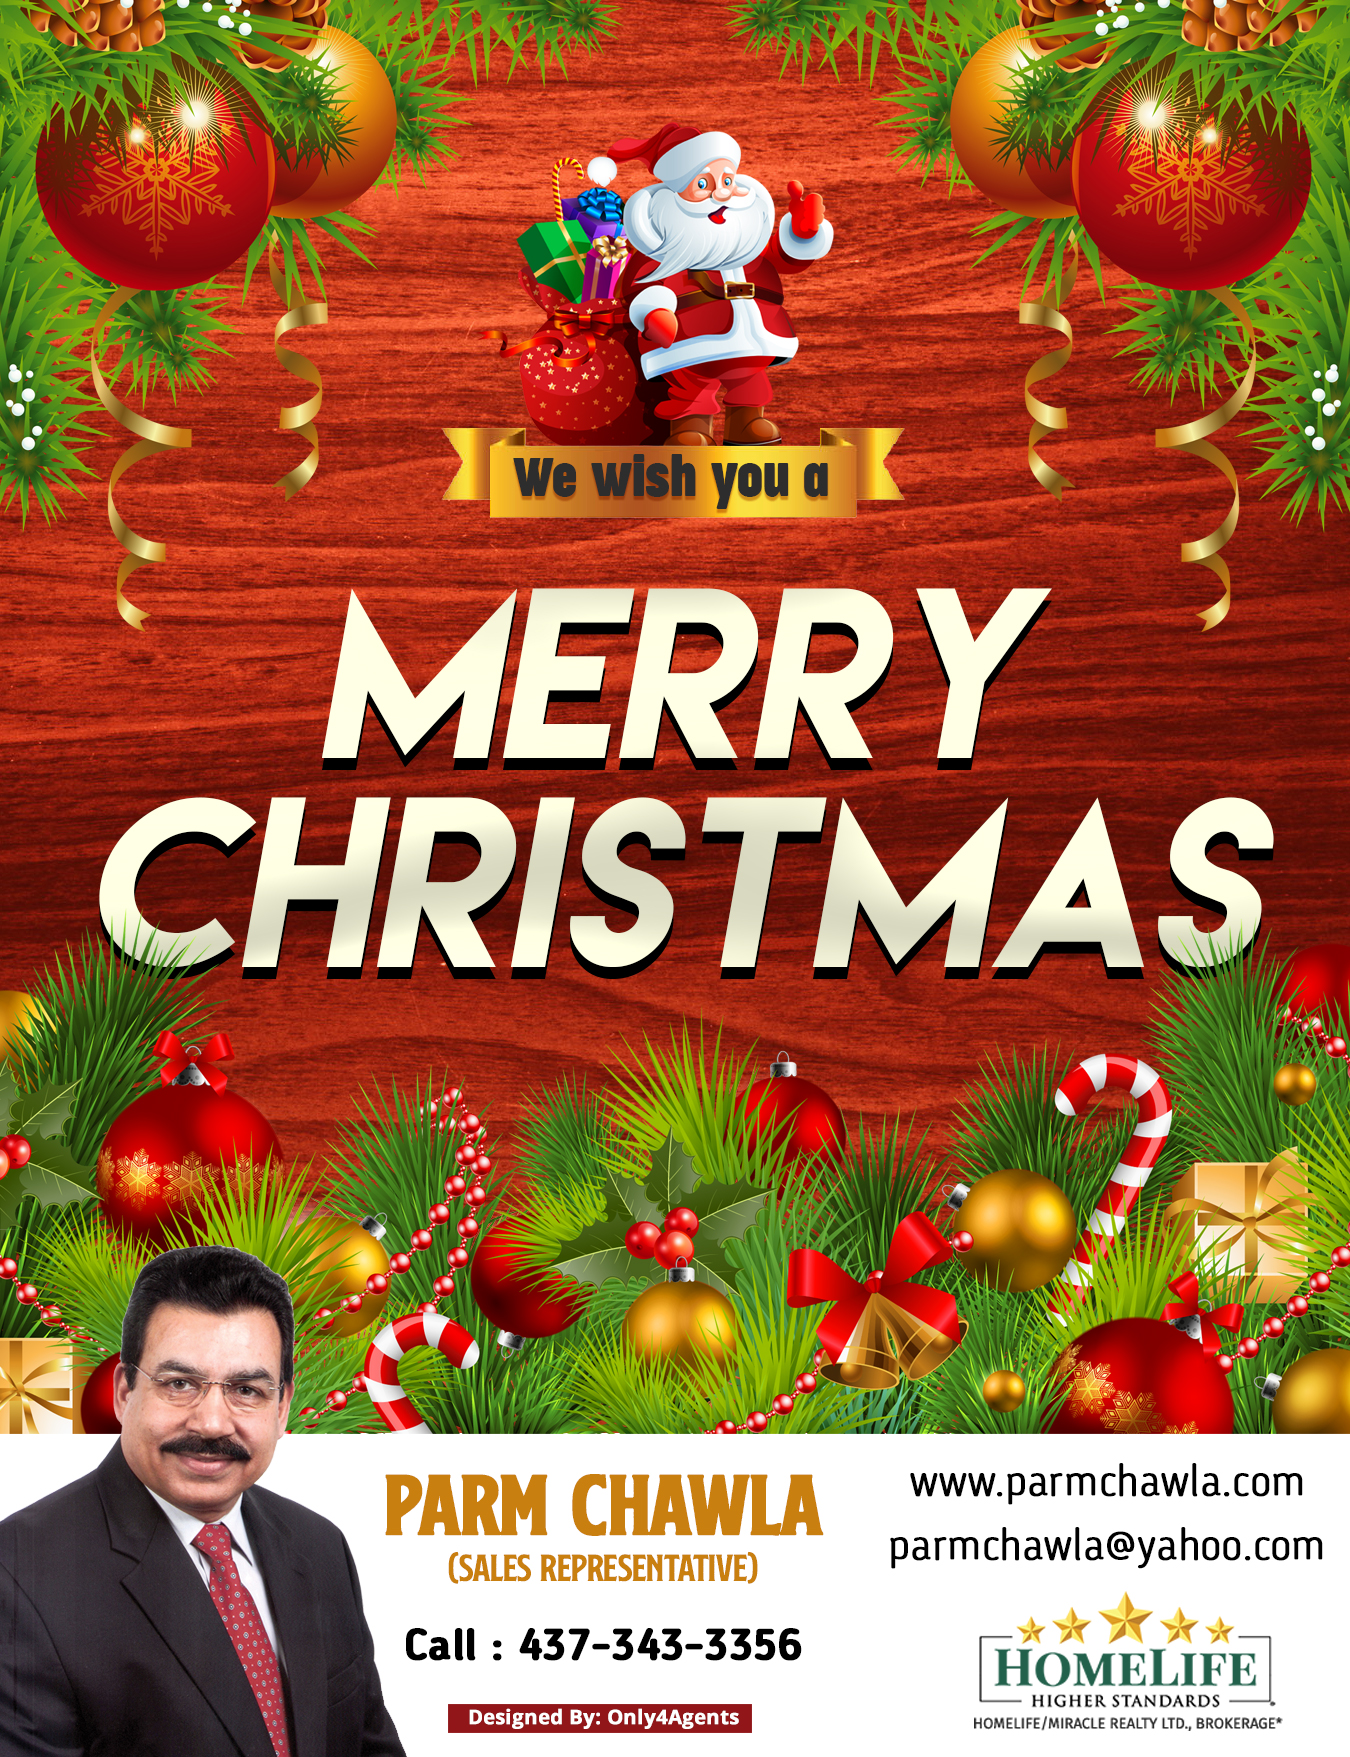 We wish you a
MERRY
CHRISTMAS
PARM CHAWLA
(SALES REPRESENTATIVE)
Call : 437-343-3356
Designed By: Only4Agents
www.parmchawla.com
parmchawla@yahoo.com
HOMELIFE
HIGHER STANDARDS
HOMELIFE/MIRACLE REALTY LTD., BROKERAGE*